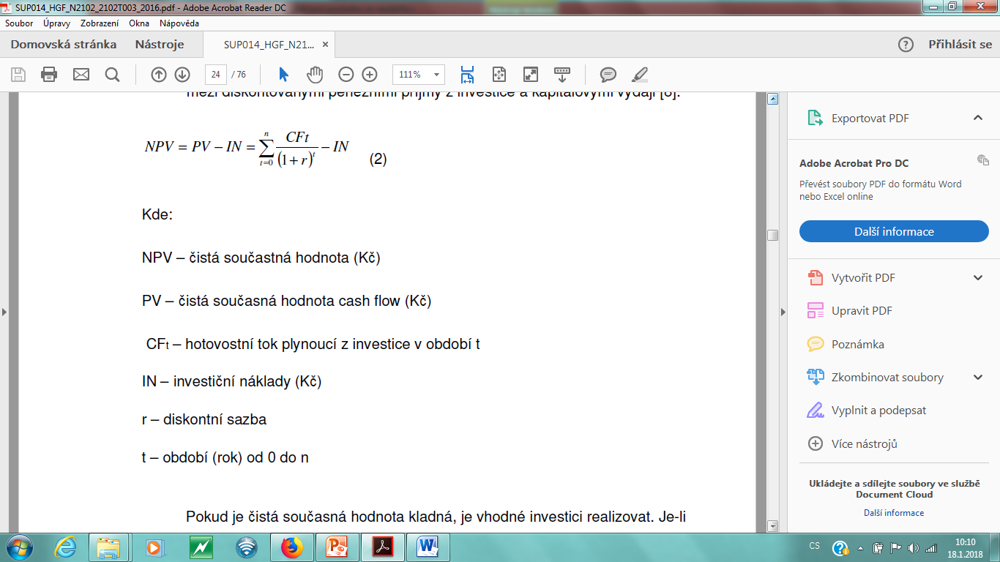 SUP014_HGF_N2102_2102T003_2016.pdf - Adobe Acrobat Reader DC
Soubor Úpravy Zobrazení Okna Nápověda
Domovská stránka Nástroje SUP014_HGF_N21... × ? Přihlásit se
24 / 76 111%
mezi diskontovanými peněžními příjmy z investice a kapitálovými výdaji [8].
NPV = PV − IN = ∑_{t=0}^{n} CFt / (1 + r)^t − IN (2)
Kde:
NPV – čistá součastná hodnota (Kč)
PV – čistá současná hodnota cash flow (Kč)
CFt – hotovostní tok plynoucí z investice v období t
IN – investiční náklady (Kč)
r – diskontní sazba
t – období (rok) od 0 do n
Pokud je čistá současná hodnota kladná, je vhodné investici realizovat. Je-li
Exportovat PDF
Adobe Acrobat Pro DC
Převést soubory PDF do formátu Word
nebo Excel online
Další informace
Vytvořit PDF
Upravit PDF
Poznámka
Zkombinovat soubory
Vyplnit a podepsat
Více nástrojů
Ukládejte a sdílejte soubory ve službě
Document Cloud
Další informace
CS 10:10
18.1.2018